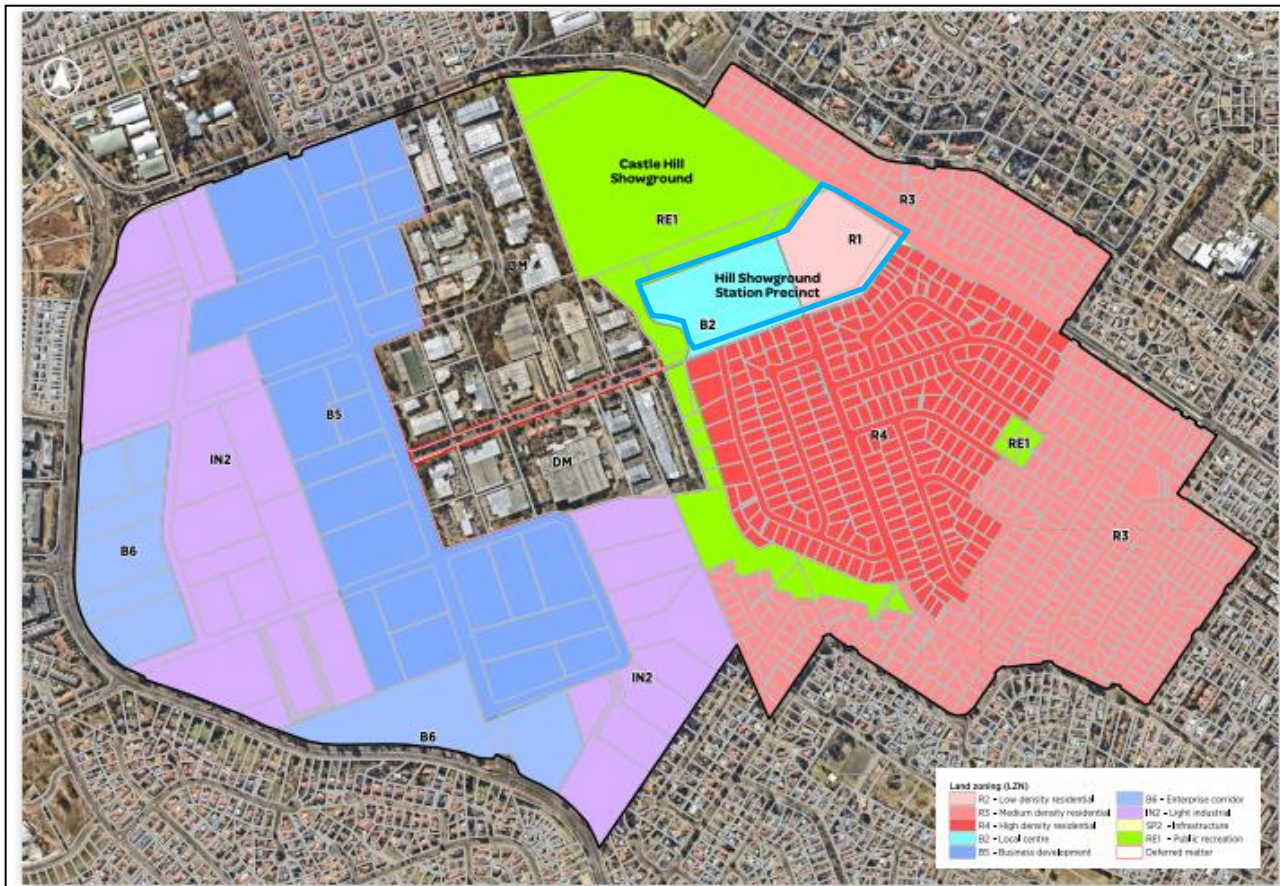 N
Castle Hill
Showground
R3
RE1
R1
DM
Hill Showground
Station Precinct
B2
B5
R4
RE1
IN2
DM
B6
R3
IN2
B6
Land zoning (LZN)
R2 - Low density residential
R3 - Medium density residential
R4 - High density residential
B2 - Local centre
B5 - Business development
B6 - Enterprise corridor
IN2 - Light industrial
SP2 - Infrastructure
RE1 - Public recreation
Deferred matter